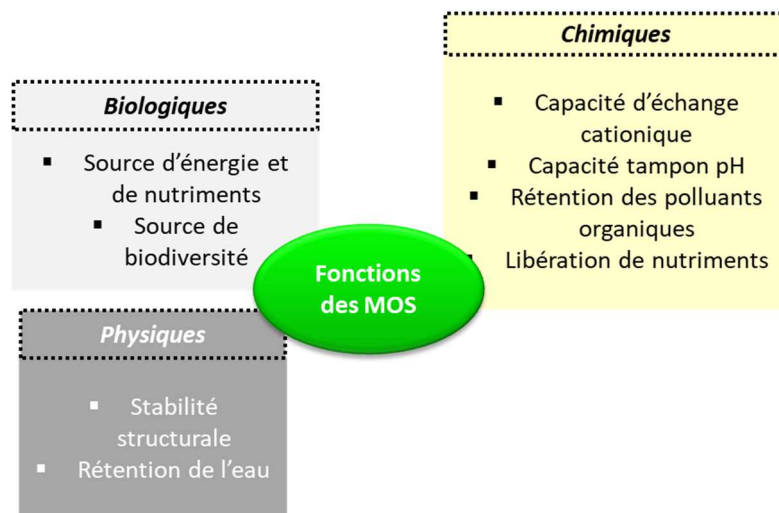 Chimiques
▪ Capacité d'échange
cationique
▪ Capacité tampon pH
▪ Rétention des polluants
organiques
▪ Libération de nutriments
Biologiques
▪ Source d'énergie et
de nutriments
▪ Source de
biodiversité
Fonctions
des MOS
Physiques
▪ Stabilité
structurale
▪ Rétention de l'eau